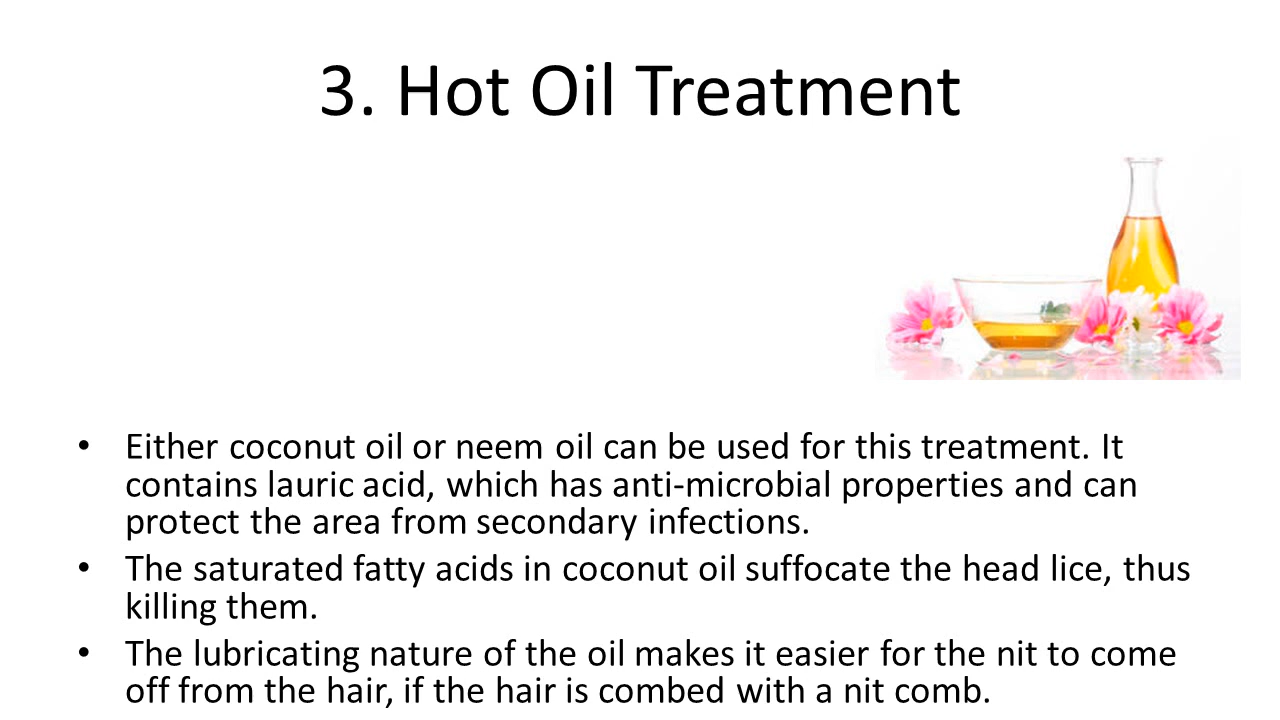 3. Hot Oil Treatment
• Either coconut oil or neem oil can be used for this treatment. It
contains lauric acid, which has anti-microbial properties and can
protect the area from secondary infections.
• The saturated fatty acids in coconut oil suffocate the head lice, thus
killing them.
• The lubricating nature of the oil makes it easier for the nit to come
off from the hair, if the hair is combed with a nit comb.